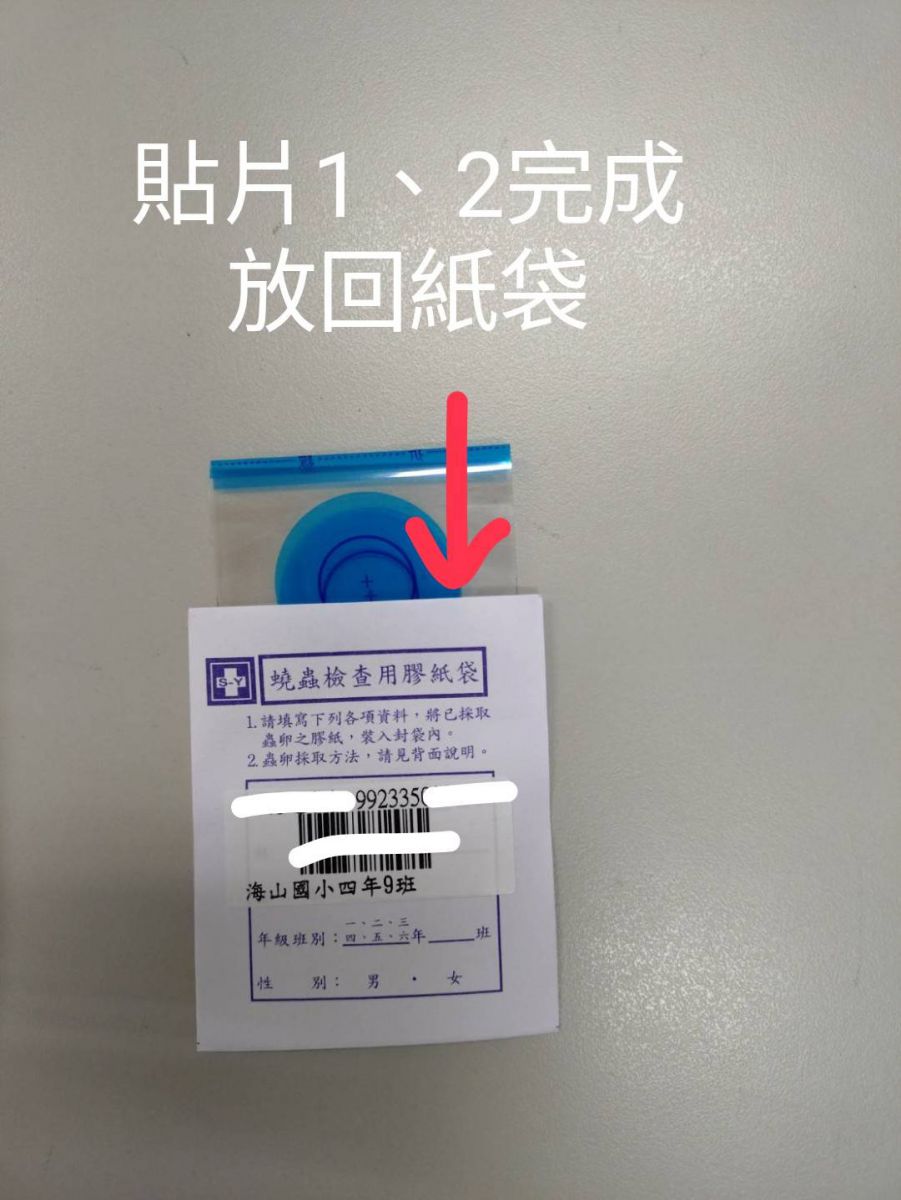 貼片1、2完成
放回紙袋
S-Y
蟯蟲檢查用膠紙袋
1.請填寫下列各項資料，將已採取
蟲卵之膠紙，裝入封袋內。
2.蟲卵採取方法，請見背面說明。
9923350
海山國小四年9班
一、二、三
年級班別：四、五、六年____班
性 別： 男 · 女